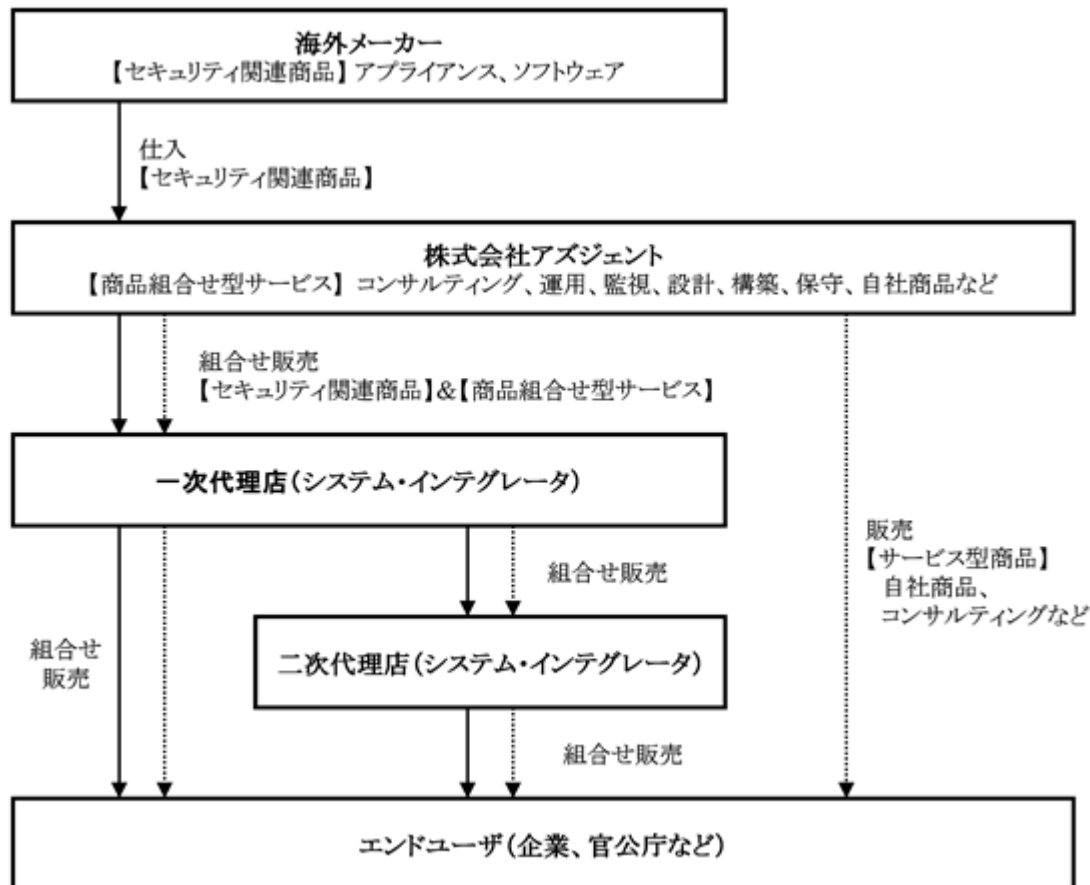 海外メーカー
【セキュリティ関連商品】アプライアンス、ソフトウェア
仕入
【セキュリティ関連商品】
株式会社アズジェント
【商品組合せ型サービス】 コンサルティング、運用、監視、設計、構築、保守、自社商品など
組合せ販売
【セキュリティ関連商品】&【商品組合せ型サービス】
一次代理店(システム・インテグレータ)
販売
【サービス型商品】
自社商品、
コンサルティングなど
組合せ販売
組合せ
販売
二次代理店(システム・インテグレータ)
組合せ販売
エンドユーザ(企業、官公庁など)